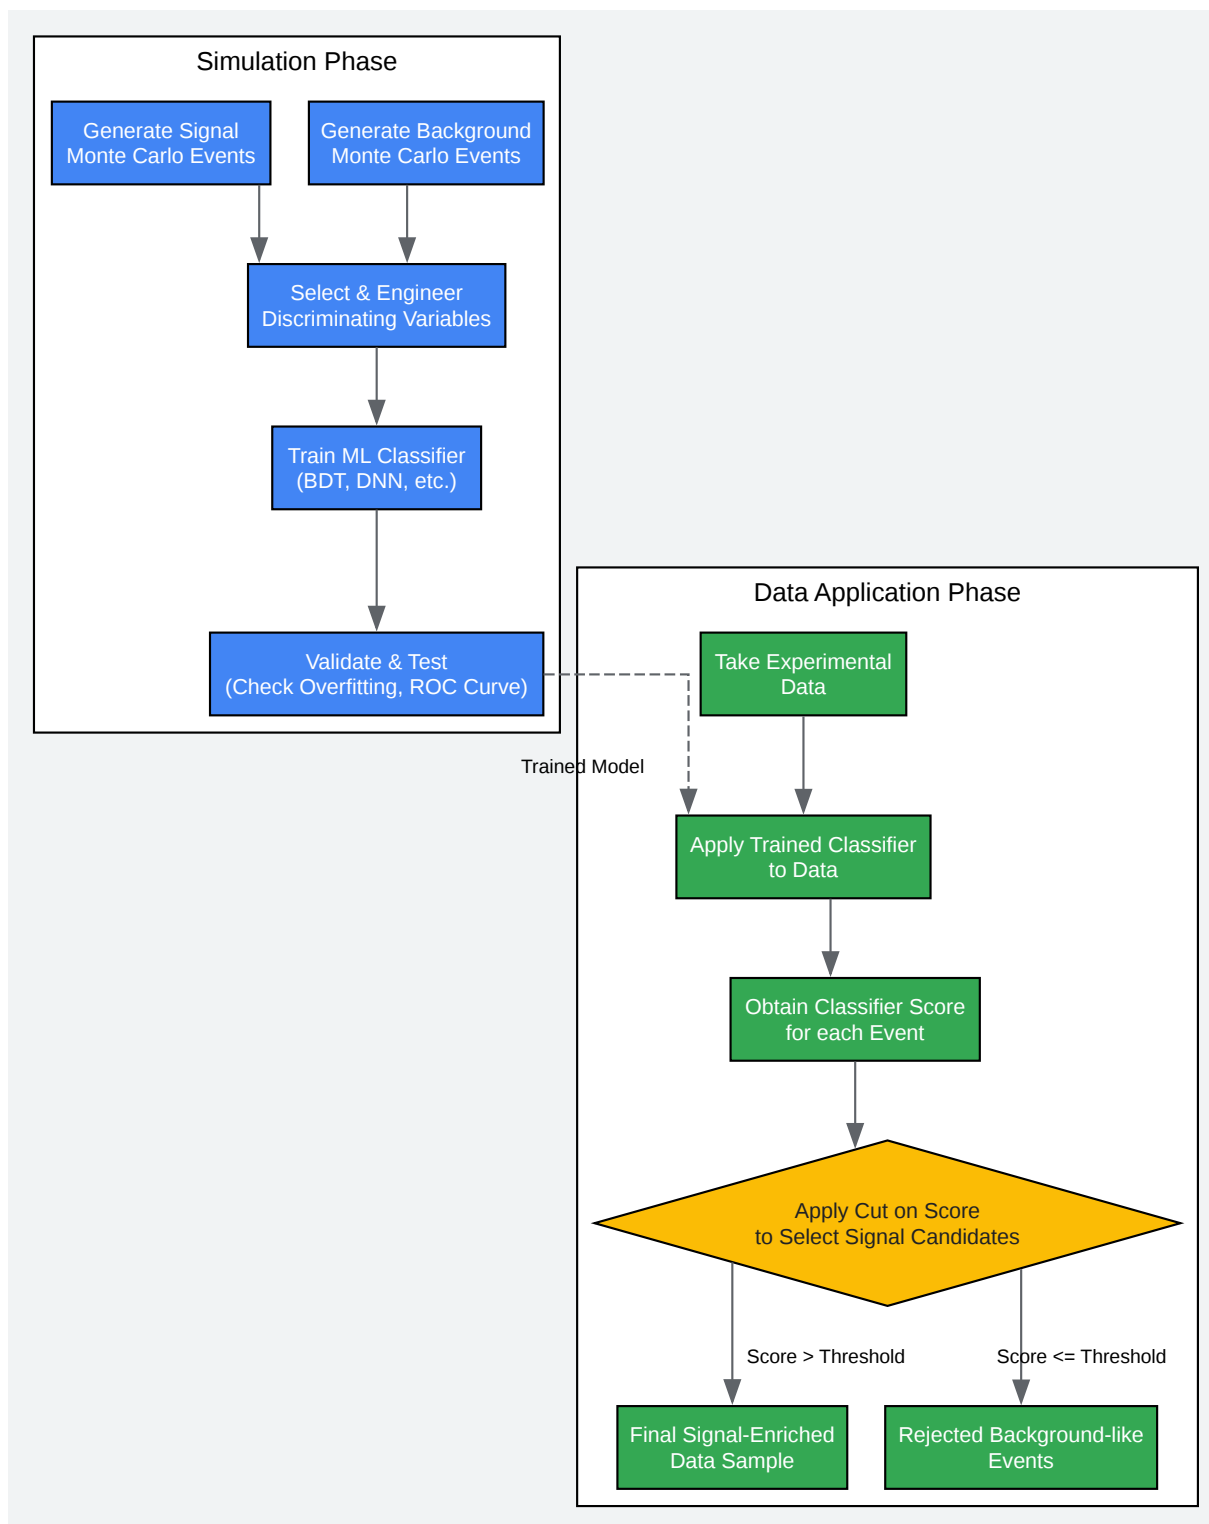 Simulation Phase
Generate Signal
Monte Carlo Events
Generate Background
Monte Carlo Events
Select & Engineer
Discriminating Variables
Train ML Classifier
(BDT, DNN, etc.)
Validate & Test
(Check Overfitting, ROC Curve)
Data Application Phase
Take Experimental
Data
Trained Model
Apply Trained Classifier
to Data
Obtain Classifier Score
for each Event
Apply Cut on Score
to Select Signal Candidates
Score > Threshold
Score <= Threshold
Final Signal-Enriched
Data Sample
Rejected Background-like
Events